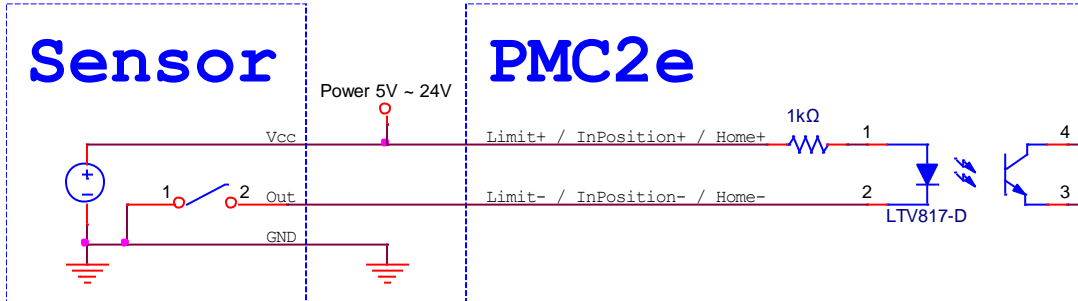 Sensor
PMC2e
Power 5V ~ 24V
1kΩ
Vcc
Limit+ / InPosition+ / Home+
1
4
+
−
1
2
Out
Limit- / InPosition- / Home-
2
3
LTV817-D
GND